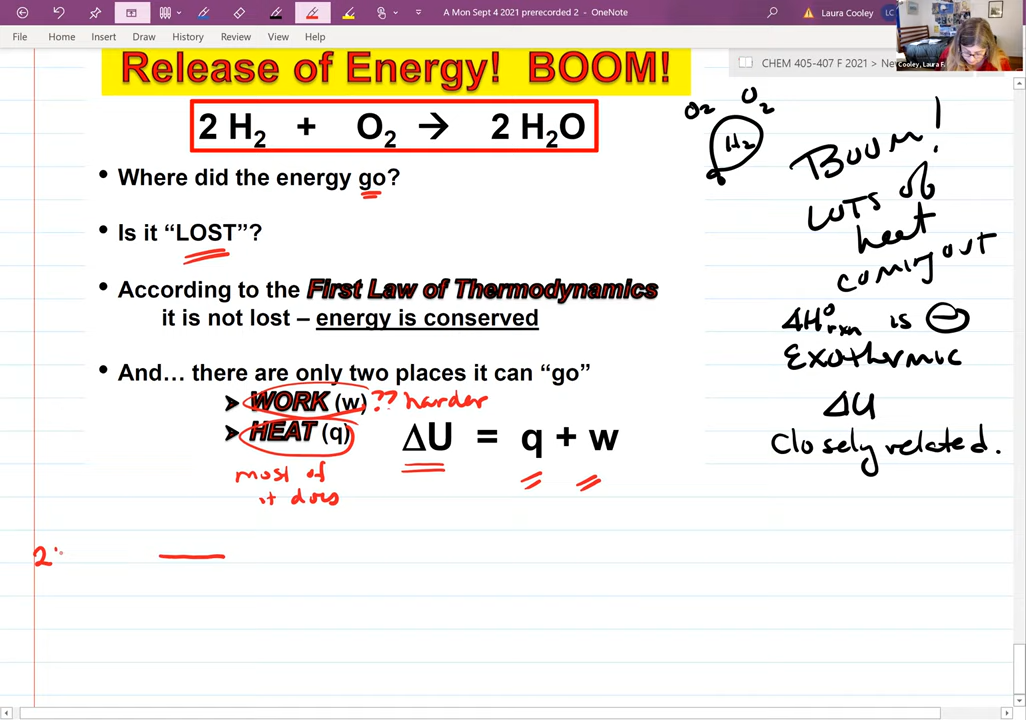 A Mon Sept 4 2021 prerecorded 2 - OneNote
Laura Cooley
LC
File Home Insert Draw History Review View Help
Cooley, Laura F.
CHEM 405-407 F 2021 >
Release of Energy! BOOM!
2 H₂ + O₂ → 2 H₂O
• Where did the energy go?
• Is it “LOST”?
• According to the First Law of Thermodynamics
it is not lost – energy is conserved
• And… there are only two places it can “go”
➤ WORK (w) ?? harder
➤ HEAT (q)
ΔU = q + w
most of
it does
2
O₂ O₂
H₂
BOOM!
LOTS of
heat
coming out
ΔH°rxn is ⊖
Exothermic
ΔU
Closely related.